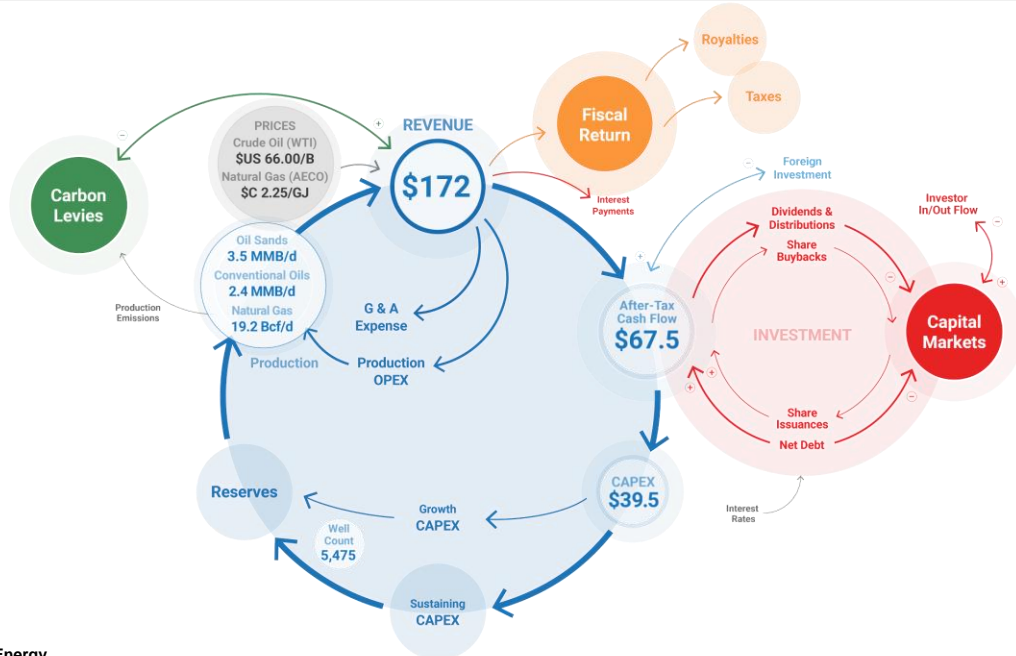 Royalties
Taxes
Fiscal
Return
REVENUE
$172
PRICES
Crude Oil (WTI)
$US 66.00/B
Natural Gas (AECO)
$C 2.25/GJ
Carbon
Levies
−
+
Interest
Payments
Foreign
Investment
−
+
Investor
In/Out Flow
−
+
Dividends &
Distributions
Share
Buybacks
−
Oil Sands
3.5 MMB/d
Conventional Oils
2.4 MMB/d
Natural Gas
19.2 Bcf/d
Production
Production
Emissions
G & A
Expense
Production
OPEX
After-Tax
Cash Flow
$67.5
INVESTMENT
Capital
Markets
+
+
−
Share
Issuances
Net Debt
Interest
Rates
CAPEX
$39.5
Growth
CAPEX
Reserves
Well
Count
5,475
Sustaining
CAPEX
Energy